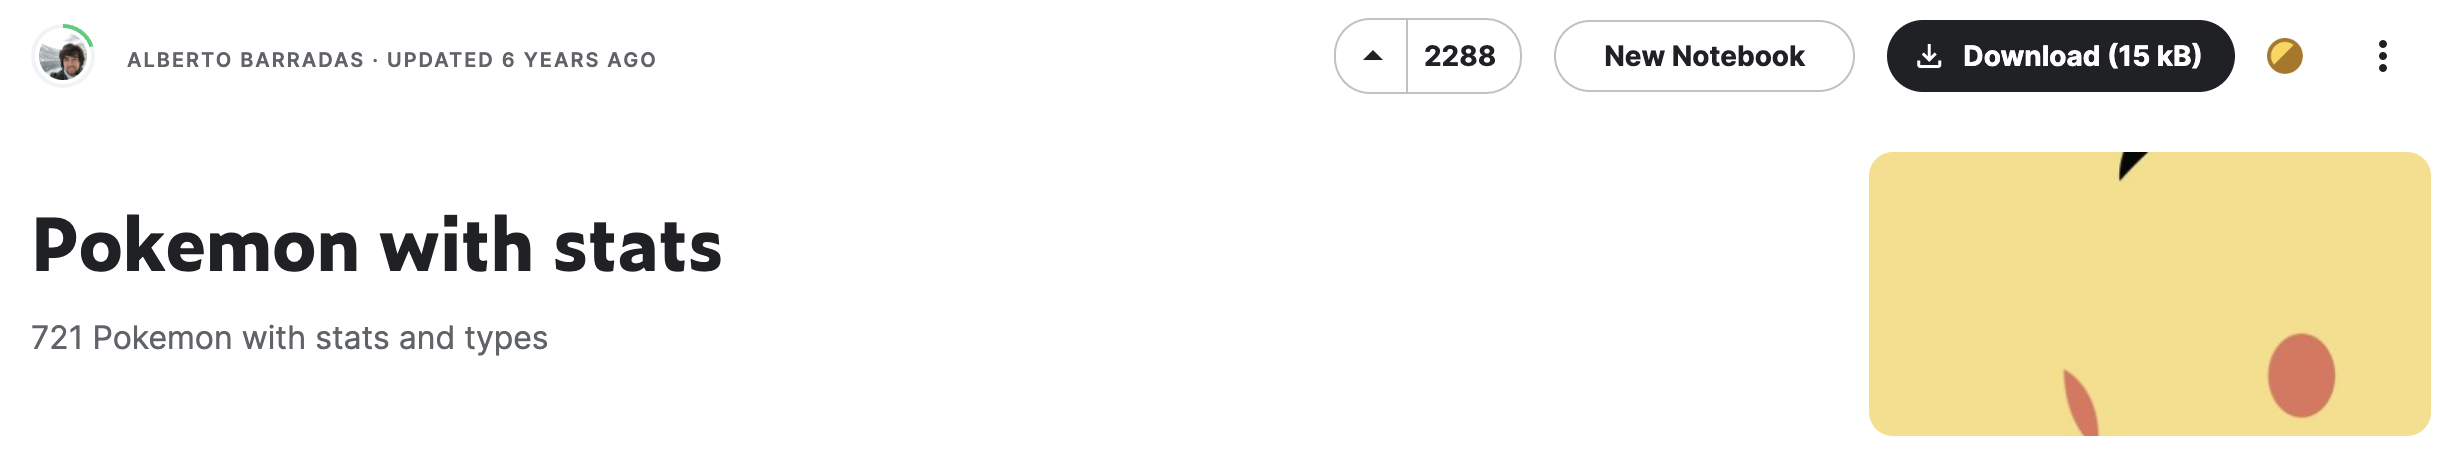 ALBERTO BARRADAS · UPDATED 6 YEARS AGO
2288
New Notebook
Download (15 kB)
Pokemon with stats
721 Pokemon with stats and types